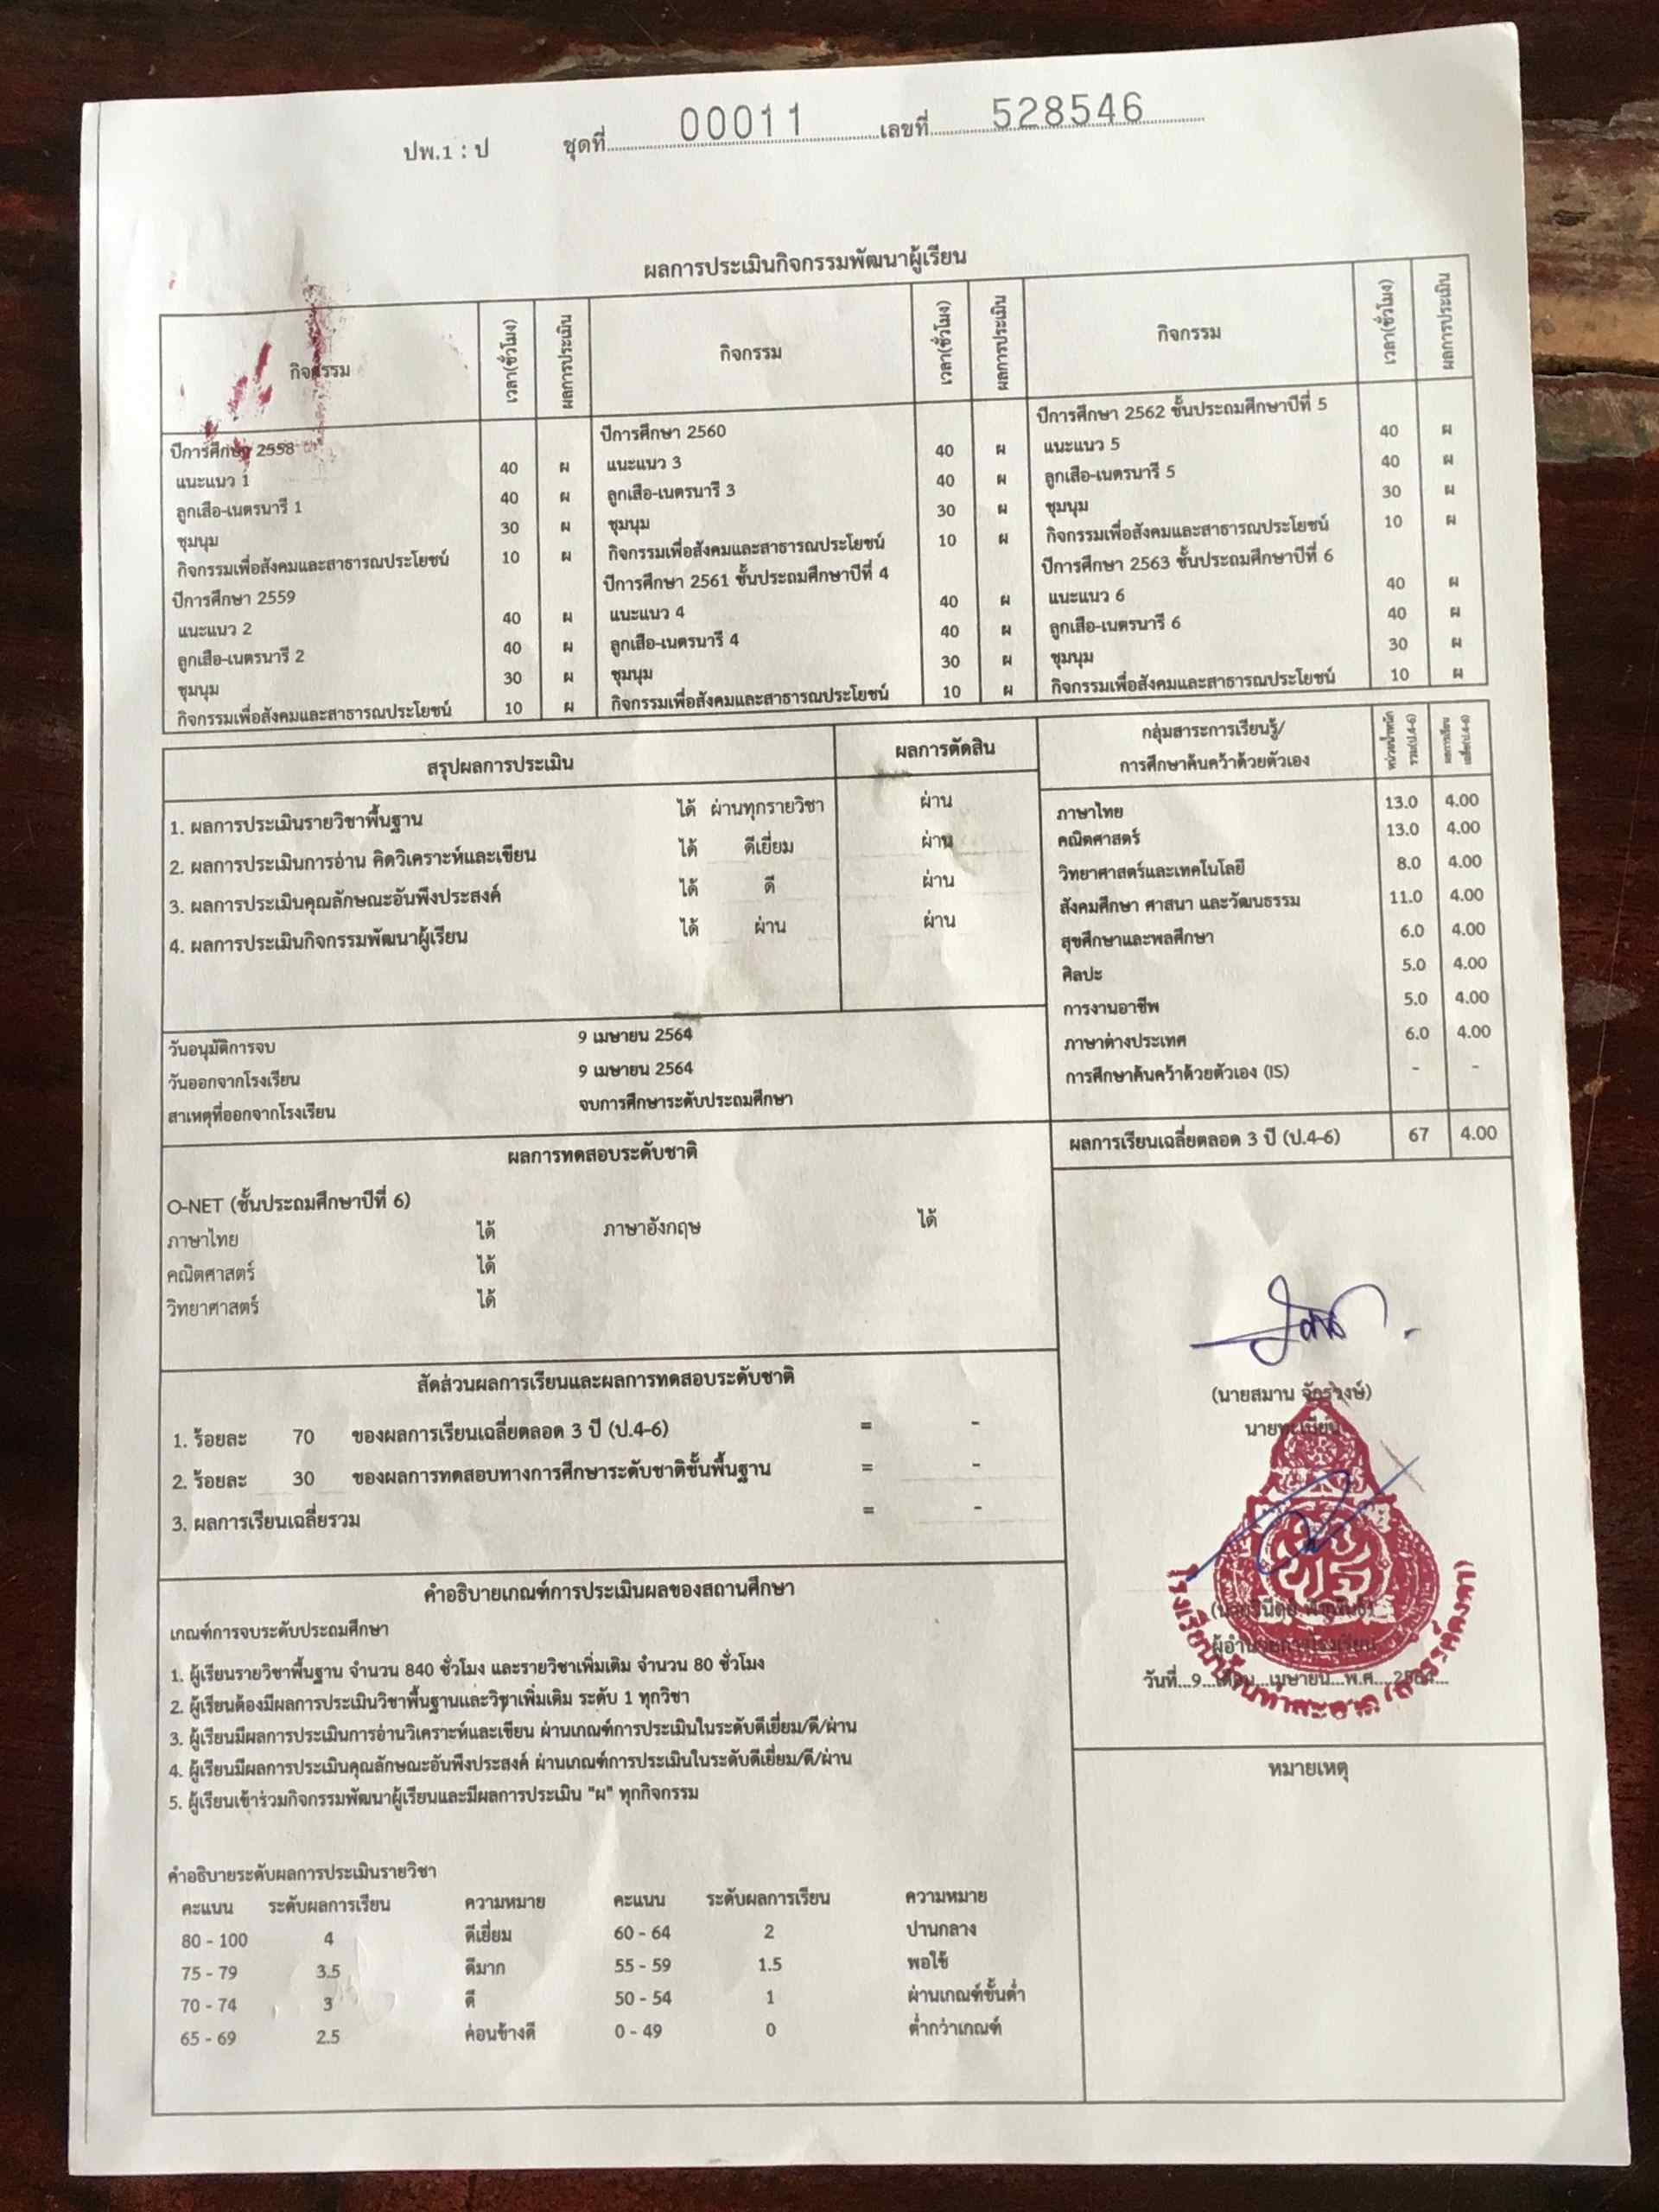 ปพ.1 : ป ชุดที่ 00011 เลขที่ 528546
ผลการประเมินกิจกรรมพัฒนาผู้เรียน
กิจกรรม เวลา(ชั่วโมง) ผลการประเมิน กิจกรรม เวลา(ชั่วโมง) ผลการประเมิน กิจกรรม เวลา(ชั่วโมง) ผลการประเมิน
ปีการศึกษา 2558
แนะแนว 1 40 ผ
ลูกเสือ-เนตรนารี 1 40 ผ
ชุมนุม 30 ผ
กิจกรรมเพื่อสังคมและสาธารณประโยชน์ 10 ผ
ปีการศึกษา 2559
แนะแนว 2 40 ผ
ลูกเสือ-เนตรนารี 2 40 ผ
ชุมนุม 30 ผ
กิจกรรมเพื่อสังคมและสาธารณประโยชน์ 10 ผ
ปีการศึกษา 2560
แนะแนว 3 40 ผ
ลูกเสือ-เนตรนารี 3 40 ผ
ชุมนุม 30 ผ
กิจกรรมเพื่อสังคมและสาธารณประโยชน์ 10 ผ
ปีการศึกษา 2561 ชั้นประถมศึกษาปีที่ 4
แนะแนว 4 40 ผ
ลูกเสือ-เนตรนารี 4 40 ผ
ชุมนุม 30 ผ
กิจกรรมเพื่อสังคมและสาธารณประโยชน์ 10 ผ
ปีการศึกษา 2562 ชั้นประถมศึกษาปีที่ 5
แนะแนว 5 40 ผ
ลูกเสือ-เนตรนารี 5 40 ผ
ชุมนุม 30 ผ
กิจกรรมเพื่อสังคมและสาธารณประโยชน์ 10 ผ
ปีการศึกษา 2563 ชั้นประถมศึกษาปีที่ 6
แนะแนว 6 40 ผ
ลูกเสือ-เนตรนารี 6 40 ผ
ชุมนุม 30 ผ
กิจกรรมเพื่อสังคมและสาธารณประโยชน์ 10 ผ
สรุปผลการประเมิน ผลการตัดสิน
1. ผลการประเมินรายวิชาพื้นฐาน ได้ ผ่านทุกรายวิชา ผ่าน
2. ผลการประเมินการอ่าน คิดวิเคราะห์และเขียน ได้ ดีเยี่ยม ผ่าน
3. ผลการประเมินคุณลักษณะอันพึงประสงค์ ได้ ดี ผ่าน
4. ผลการประเมินกิจกรรมพัฒนาผู้เรียน ได้ ผ่าน ผ่าน
วันอนุมัติการจบ 9 เมษายน 2564
วันออกจากโรงเรียน 9 เมษายน 2564
สาเหตุที่ออกจากโรงเรียน จบการศึกษาระดับประถมศึกษา
กลุ่มสาระการเรียนรู้/ หน่วยน้ำหนัก ผลการเรียน
การศึกษาค้นคว้าด้วยตัวเอง รวม(ป.4-6) เฉลี่ย(ป.4-6)
ภาษาไทย 13.0 4.00
คณิตศาสตร์ 13.0 4.00
วิทยาศาสตร์และเทคโนโลยี 8.0 4.00
สังคมศึกษา ศาสนา และวัฒนธรรม 11.0 4.00
สุขศึกษาและพลศึกษา 6.0 4.00
ศิลปะ 5.0 4.00
การงานอาชีพ 5.0 4.00
ภาษาต่างประเทศ 6.0 4.00
การศึกษาค้นคว้าด้วยตัวเอง (IS) - -
ผลการเรียนเฉลี่ยตลอด 3 ปี (ป.4-6) 67 4.00
ผลการทดสอบระดับชาติ
O-NET (ชั้นประถมศึกษาปีที่ 6)
ภาษาไทย ได้ ภาษาอังกฤษ ได้
คณิตศาสตร์ ได้
วิทยาศาสตร์ ได้
สัดส่วนผลการเรียนและผลการทดสอบระดับชาติ
1. ร้อยละ 70 ของผลการเรียนเฉลี่ยตลอด 3 ปี (ป.4-6) = -
2. ร้อยละ 30 ของผลการทดสอบทางการศึกษาระดับชาติขั้นพื้นฐาน = -
3. ผลการเรียนเฉลี่ยรวม = -
(นายสมาน จักรวงษ์)
นายทะเบียน
ผู้อำนวยการโรงเรียน
วันที่...9...เดือน...เมษายน...พ.ศ....2564...
คำอธิบายเกณฑ์การประเมินผลของสถานศึกษา
เกณฑ์การจบระดับประถมศึกษา
1. ผู้เรียนรายวิชาพื้นฐาน จำนวน 840 ชั่วโมง และรายวิชาเพิ่มเติม จำนวน 80 ชั่วโมง
2. ผู้เรียนต้องมีผลการประเมินวิชาพื้นฐานและวิชาเพิ่มเติม ระดับ 1 ทุกวิชา
3. ผู้เรียนมีผลการประเมินการอ่านวิเคราะห์และเขียน ผ่านเกณฑ์การประเมินในระดับดีเยี่ยม/ดี/ผ่าน
4. ผู้เรียนมีผลการประเมินคุณลักษณะอันพึงประสงค์ ผ่านเกณฑ์การประเมินในระดับดีเยี่ยม/ดี/ผ่าน
5. ผู้เรียนเข้าร่วมกิจกรรมพัฒนาผู้เรียนและมีผลการประเมิน "ผ" ทุกกิจกรรม
หมายเหตุ
คำอธิบายระดับผลการประเมินรายวิชา
คะแนน ระดับผลการเรียน ความหมาย คะแนน ระดับผลการเรียน ความหมาย
80 - 100 4 ดีเยี่ยม 60 - 64 2 ปานกลาง
75 - 79 3.5 ดีมาก 55 - 59 1.5 พอใช้
70 - 74 3 ดี 50 - 54 1 ผ่านเกณฑ์ขั้นต่ำ
65 - 69 2.5 ค่อนข้างดี 0 - 49 0 ต่ำกว่าเกณฑ์